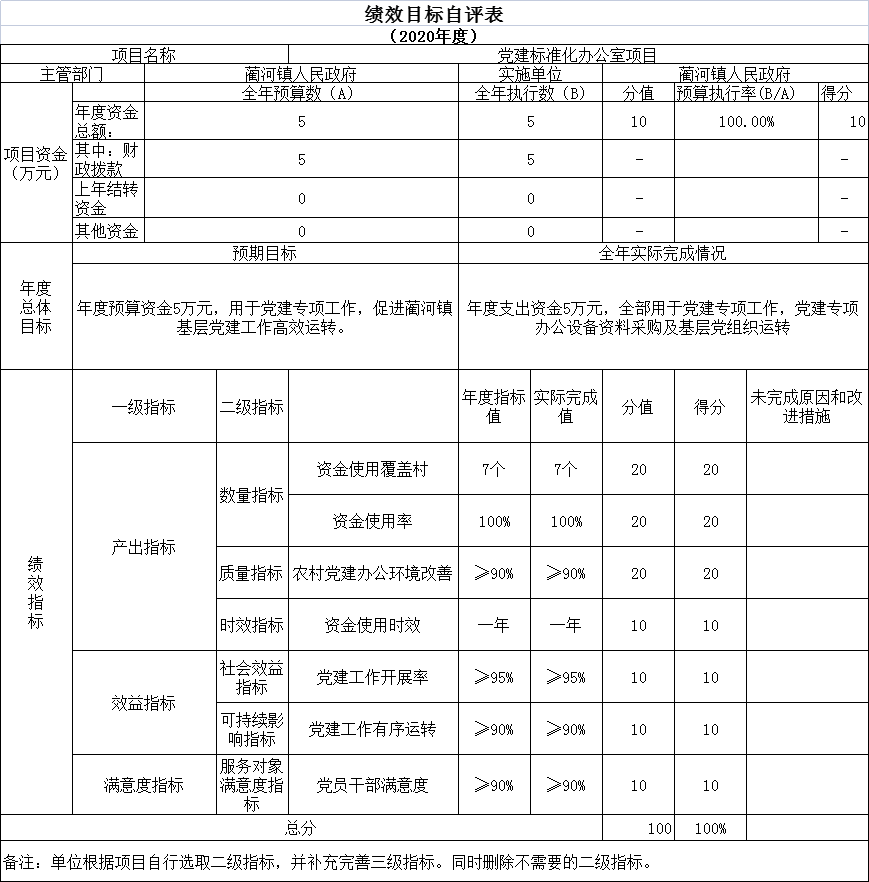 绩效目标自评表
（2020年度）
项目名称 党建标准化办公室项目
主管部门 蔺河镇人民政府 实施单位 蔺河镇人民政府
项目资金
（万元）
全年预算数（A） 全年执行数（B） 分值 预算执行率(B/A) 得分
年度资金
总额： 5 5 10 100.00% 10
其中：财
政拨款 5 5 - -
上年结转
资金 0 0 - -
其他资金 0 0 - -
年度
总体
目标
预期目标 全年实际完成情况
年度预算资金5万元，用于党建专项工作，促进蔺河镇
基层党建工作高效运转。
年度支出资金5万元，全部用于党建专项工作，党建专项
办公设备资料采购及基层党组织运转
绩
效
指
标
一级指标 二级指标 年度指标
值 实际完成
值 分值 得分 未完成原因和改
进措施
产出指标
数量指标
资金使用覆盖村 7个 7个 20 20
资金使用率 100% 100% 20 20
质量指标 农村党建办公环境改善 ≥90% ≥90% 20 20
时效指标 资金使用时效 一年 一年 10 10
效益指标
社会效益
指标 党建工作开展率 ≥95% ≥95% 10 10
可持续影
响指标 党建工作有序运转 ≥90% ≥90% 10 10
满意度指标
服务对象
满意度指
标 党员干部满意度 ≥90% ≥90% 10 10
总分 100 100%
备注：单位根据项目自行选取二级指标，并补充完善三级指标。同时删除不需要的二级指标。